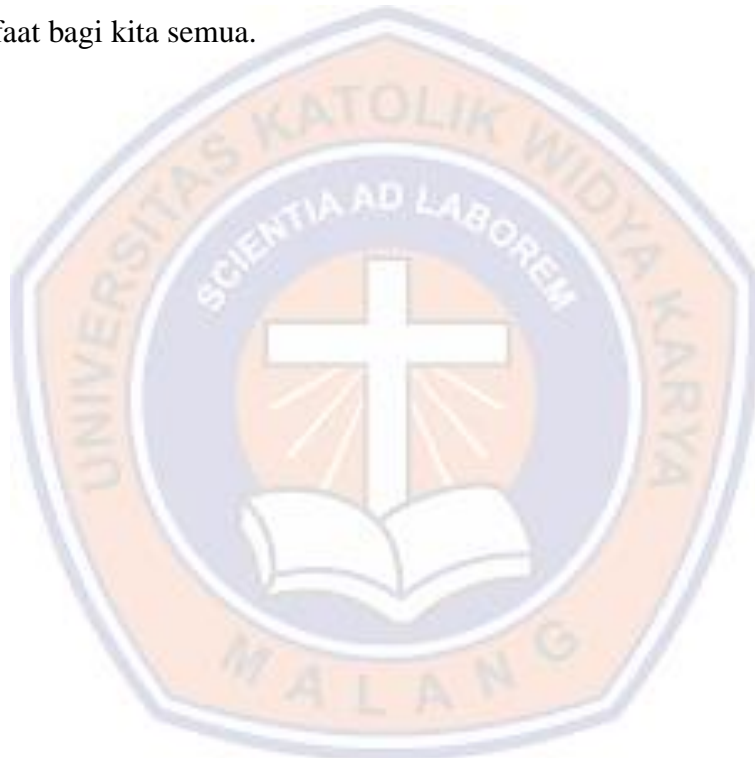 faat bagi kita semua.
UNIVERSITAS KATOLIK WIDYA KARYA
SCIENTIA AD LABOREM
MALANG